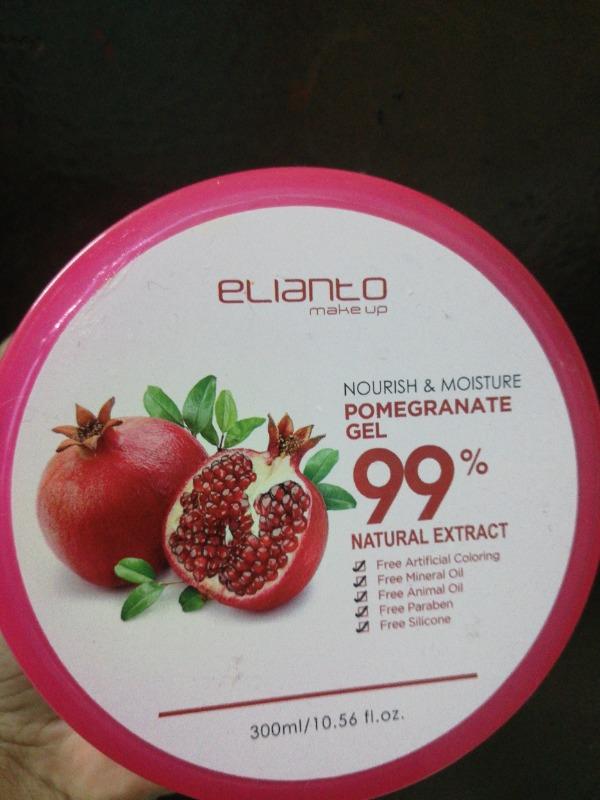 eLianto
make up
NOURISH & MOISTURE
POMEGRANATE
GEL
99%
NATURAL EXTRACT
Free Artificial Coloring
Free Mineral Oil
Free Animal Oil
Free Paraben
Free Silicone
300ml/10.56 fl.oz.